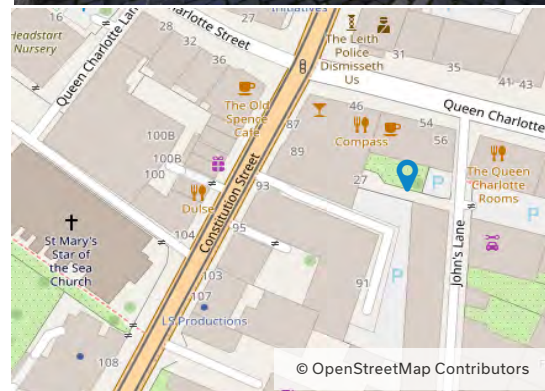 Initiatives
16
Headstart
Nursery
Queen Charlotte Lane
28
32
36
Charlotte Street
The Leith
Police
Dismisseth
Us
31
35
41-43
Queen Charlotte
The Old
Spence
Cafe
87
89
46
54
56
Compass
100B
100B
100
Dulse
93
27
The Queen
Charlotte
Rooms
P
Constitution Street
104
95
St Mary's
Star of
the Sea
Church
103
107
LS Productions
91
P
John's Lane
108
© OpenStreetMap Contributors